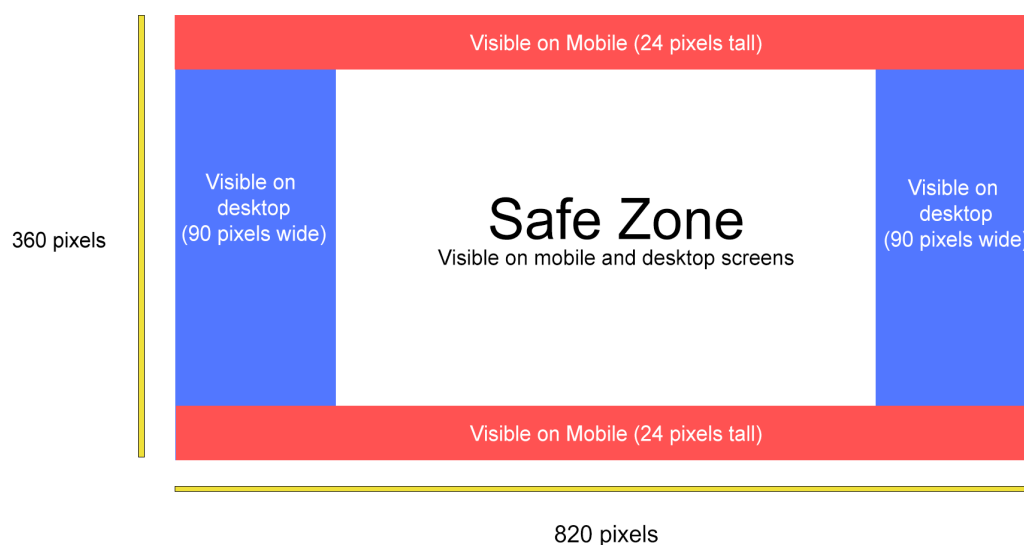 Visible on Mobile (24 pixels tall)
Visible on
desktop
(90 pixels wide)
360 pixels
Safe Zone
Visible on mobile and desktop screens
Visible on
desktop
(90 pixels wide)
Visible on Mobile (24 pixels tall)
820 pixels